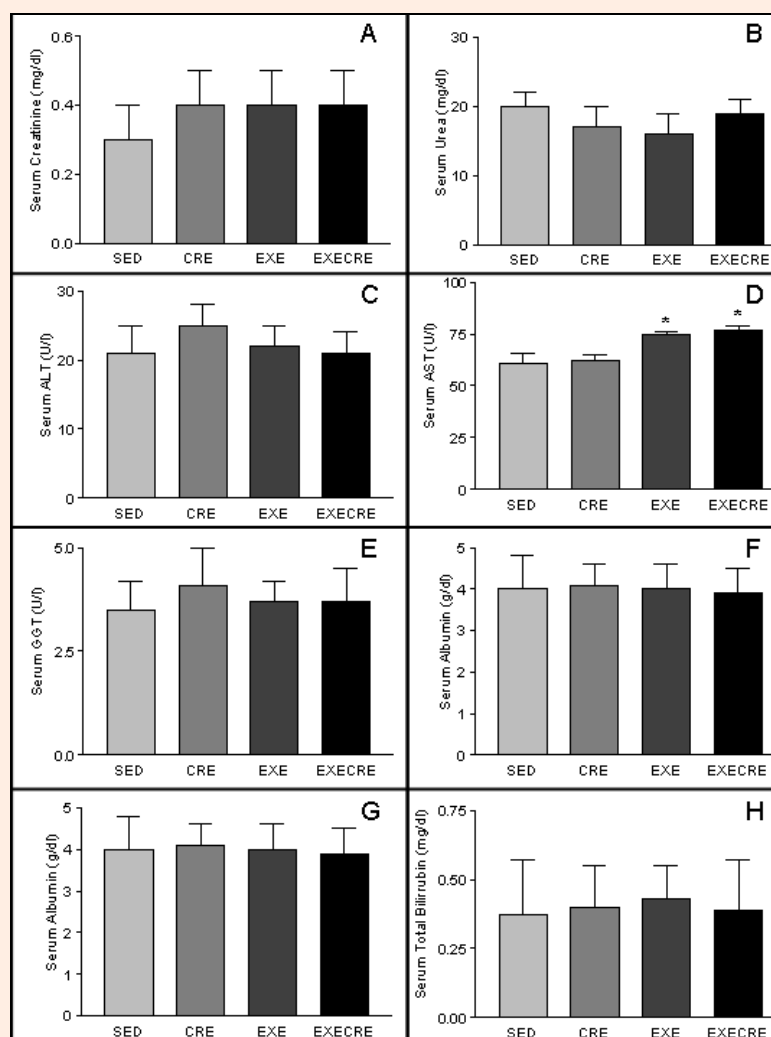 A
Serum Creatinine (mg/dl)
0.6
0.4
0.2
0.0
SED CRE EXE EXECRE
B
Serum Urea (mg/dl)
30
20
10
0
SED CRE EXE EXECRE
C
Serum ALT (U/l)
30
20
10
0
SED CRE EXE EXECRE
D
Serum AST (U/l)
100
75
50
25
0
* *
SED CRE EXE EXECRE
E
Serum GGT (U/l)
5.0
2.5
0.0
SED CRE EXE EXECRE
F
Serum Albumin (g/dl)
5
4
3
2
1
0
SED CRE EXE EXECRE
G
Serum Albumin (g/dl)
5
4
3
2
1
0
SED CRE EXE EXECRE
H
Serum Total Bilirrubin (mg/dl)
0.75
0.50
0.25
0.00
SED CRE EXE EXECRE